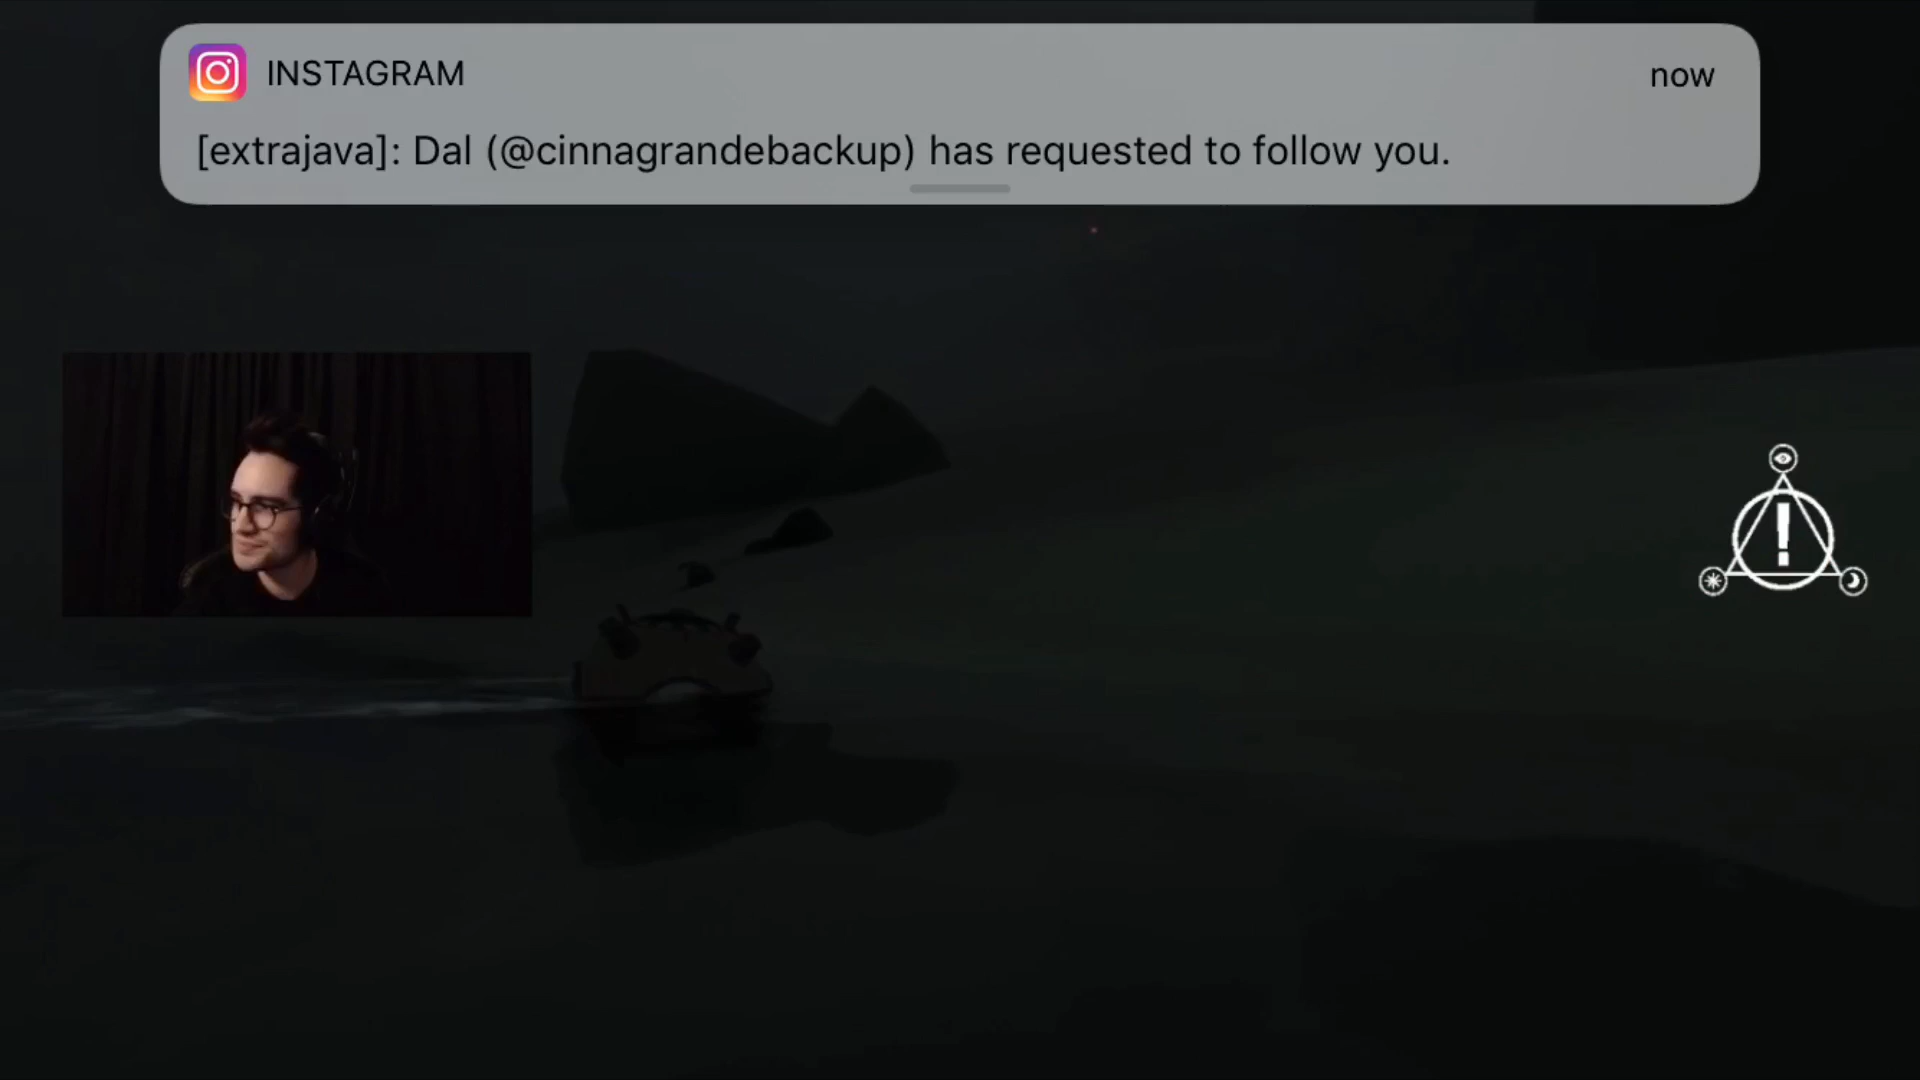 INSTAGRAM
now
[extrajava]: Dal (@cinnagrandebackup) has requested to follow you.
!